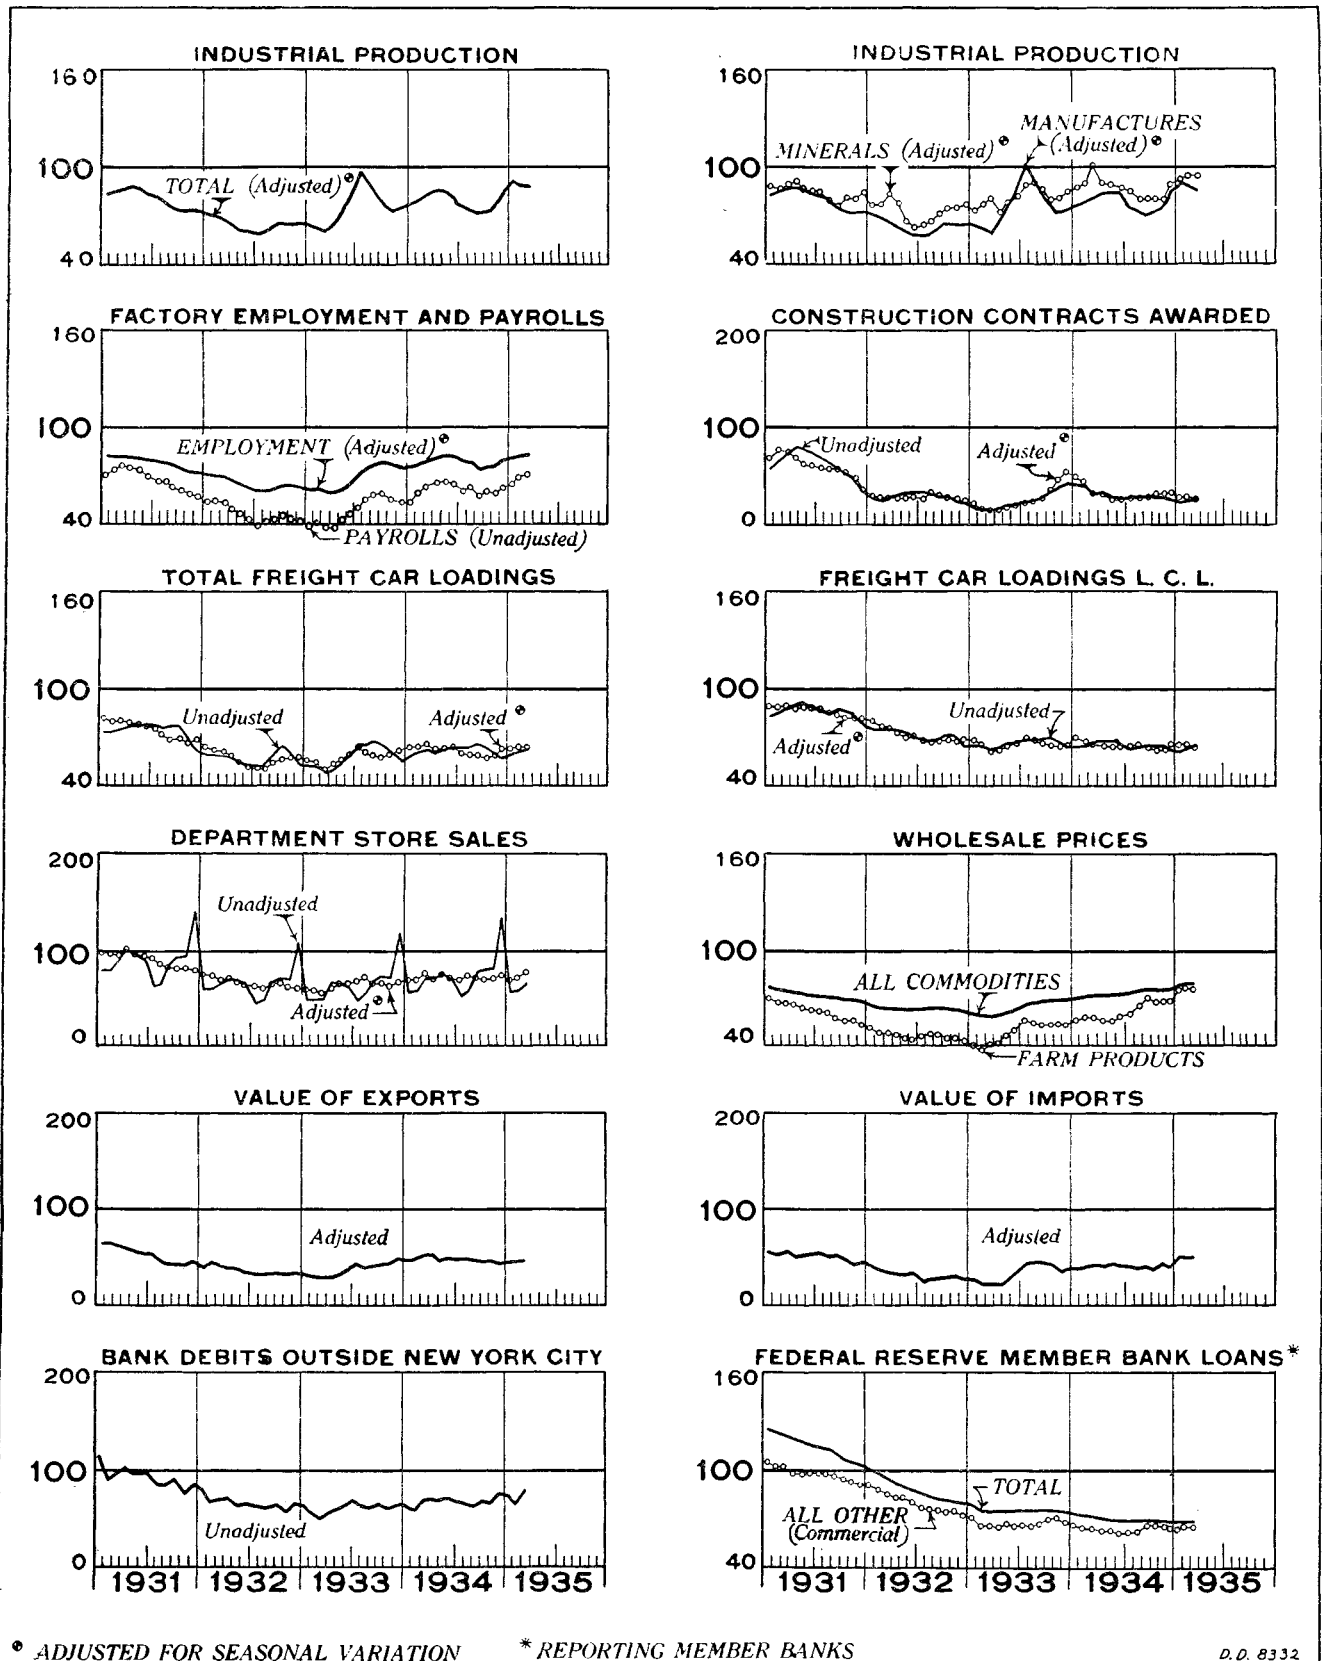 INDUSTRIAL PRODUCTION
160
100
40
TOTAL (Adjusted)
INDUSTRIAL PRODUCTION
160
100
40
MINERALS (Adjusted)
MANUFACTURES
(Adjusted)
FACTORY EMPLOYMENT AND PAYROLLS
160
100
40
EMPLOYMENT (Adjusted)
PAYROLLS (Unadjusted)
CONSTRUCTION CONTRACTS AWARDED
200
100
0
Unadjusted
Adjusted
TOTAL FREIGHT CAR LOADINGS
160
100
40
Unadjusted
Adjusted
FREIGHT CAR LOADINGS L. C. L.
160
100
40
Unadjusted
Adjusted
DEPARTMENT STORE SALES
200
100
0
Unadjusted
Adjusted
WHOLESALE PRICES
160
100
40
ALL COMMODITIES
FARM PRODUCTS
VALUE OF EXPORTS
200
100
0
Adjusted
VALUE OF IMPORTS
200
100
0
Adjusted
BANK DEBITS OUTSIDE NEW YORK CITY
200
100
0
Unadjusted
1931 1932 1933 1934 1935
FEDERAL RESERVE MEMBER BANK LOANS*
160
100
40
TOTAL
ALL OTHER
(Commercial)
1931 1932 1933 1934 1935
ADJUSTED FOR SEASONAL VARIATION
* REPORTING MEMBER BANKS
D.D. 8332